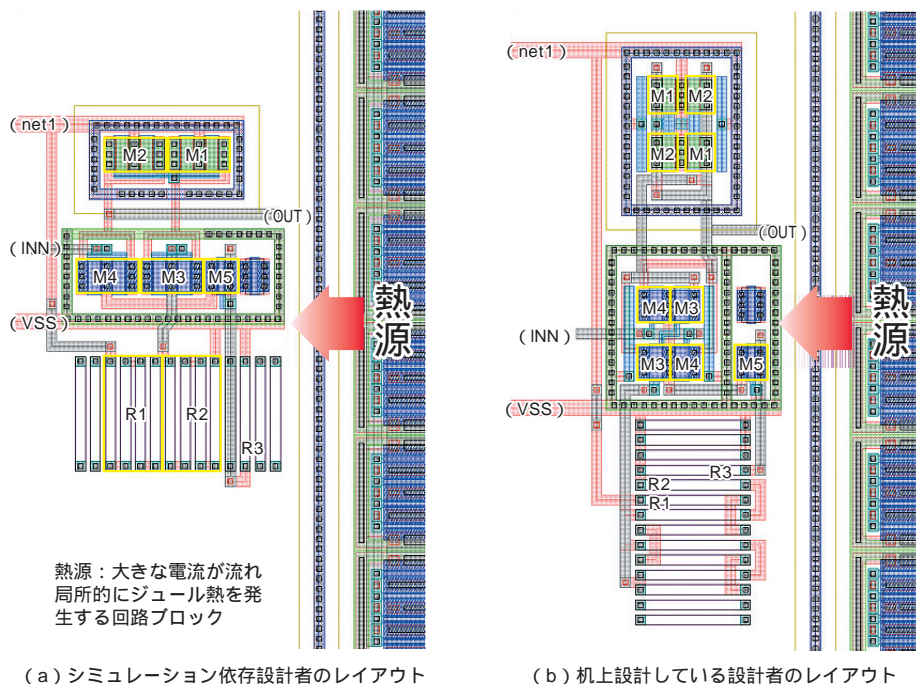 (net1)
M2
M1
(OUT)
(INN)
M4
M3
M5
(VSS)
熱源
R1
R2
R3
熱源：大きな電流が流れ
局所的にジュール熱を発
生する回路ブロック
(a)シミュレーション依存設計者のレイアウト
(net1)
M1
M2
M2
M1
(OUT)
M4
M3
(INN)
M3
M4
M5
熱源
(VSS)
R3
R2
R1
(b)机上設計している設計者のレイアウト